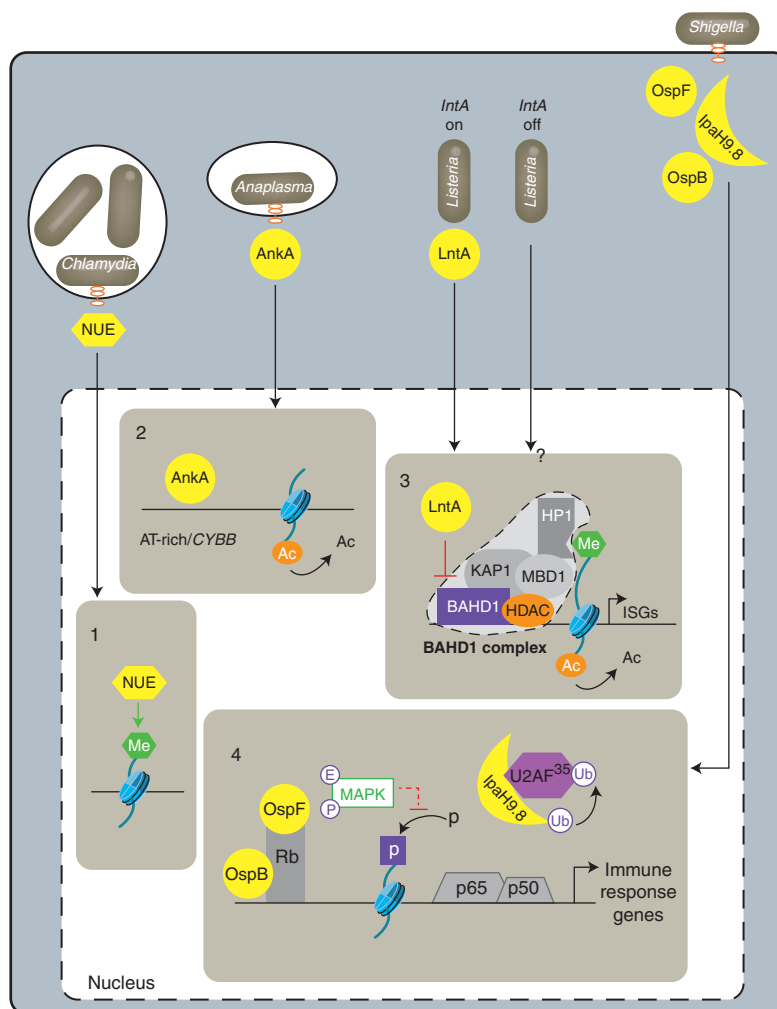 Shigella
OspF
IpaH9.8
OspB
IntA
on
IntA
off
Listeria
Listeria
Anaplasma
Chlamydia
AnkA
LntA
NUE
2
AnkA
AT-rich/CYBB
Ac
Ac
?
3
LntA
HP1
Me
KAP1
MBD1
BAHD1
HDAC
ISGs
BAHD1 complex
Ac
Ac
1
NUE
Me
4
E
MAPK
P
OspF
p
U2AF35
Ub
IpaH9.8
Ub
OspB
Rb
p
p65
p50
Immune
response
genes
Nucleus